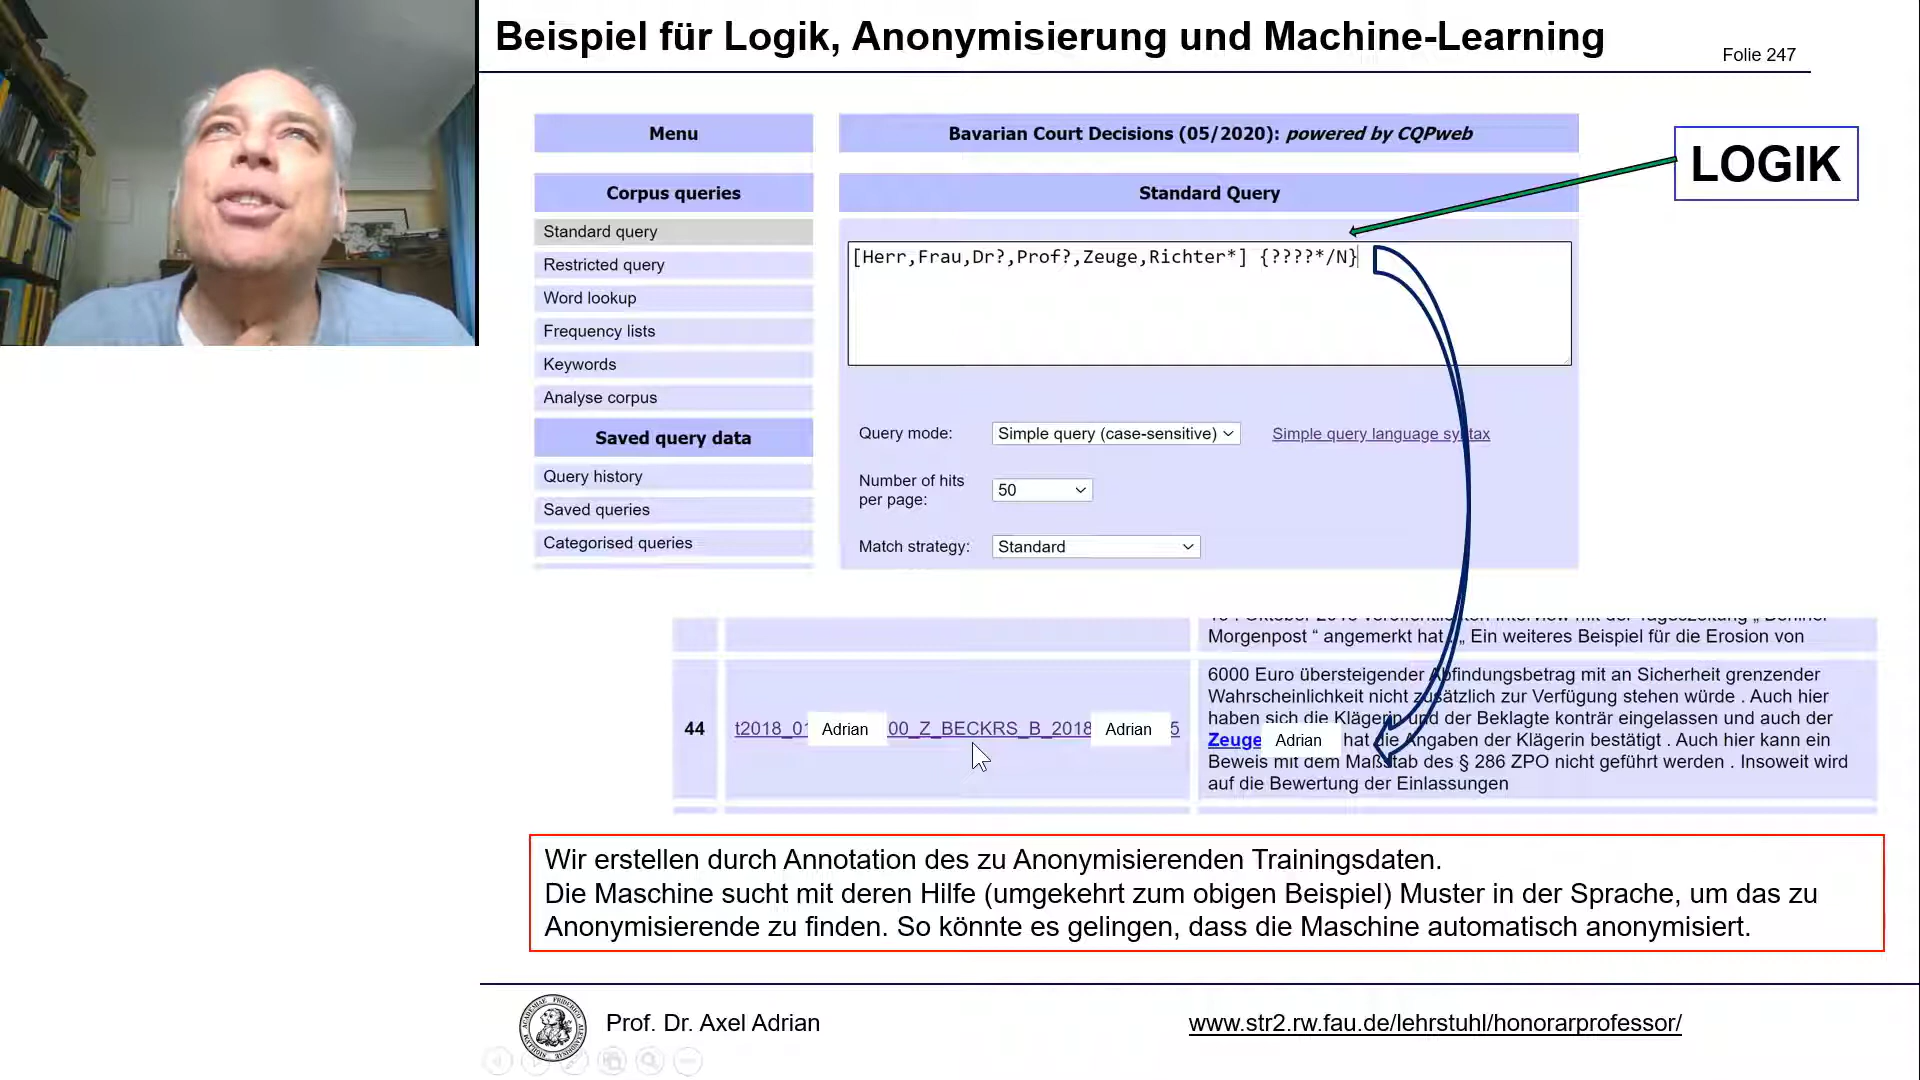 Beispiel für Logik, Anonymisierung und Machine-Learning
Folie 247
Menu
Bavarian Court Decisions (05/2020): powered by CQPweb
LOGIK
Corpus queries
Standard Query
Standard query
Restricted query
Word lookup
Frequency lists
Keywords
Analyse corpus
Saved query data
Query history
Saved queries
Categorised queries
[Herr,Frau,Dr?,Prof?,Zeuge,Richter*] {????*/N}
Query mode: Simple query (case-sensitive) Simple query language syntax
Number of hits
per page: 50
Match strategy: Standard
Morgenpost “ angemerkt hat „ Ein weiteres Beispiel für die Erosion von
44
t2018_01 Adrian 00_Z_BECKRS_B_2018 Adrian 5
6000 Euro übersteigender Abfindungsbetrag mit an Sicherheit grenzender
Wahrscheinlichkeit nicht zusätzlich zur Verfügung stehen würde . Auch hier
haben sich die Klägerin und der Beklagte konträr eingelassen und auch der
Zeuge Adrian hat die Angaben der Klägerin bestätigt . Auch hier kann ein
Beweis mit dem Maßstab des § 286 ZPO nicht geführt werden . Insoweit wird
auf die Bewertung der Einlassungen
Wir erstellen durch Annotation des zu Anonymisierenden Trainingsdaten.
Die Maschine sucht mit deren Hilfe (umgekehrt zum obigen Beispiel) Muster in der Sprache, um das zu
Anonymisierende zu finden. So könnte es gelingen, dass die Maschine automatisch anonymisiert.
Prof. Dr. Axel Adrian
www.str2.rw.fau.de/lehrstuhl/honorarprofessor/